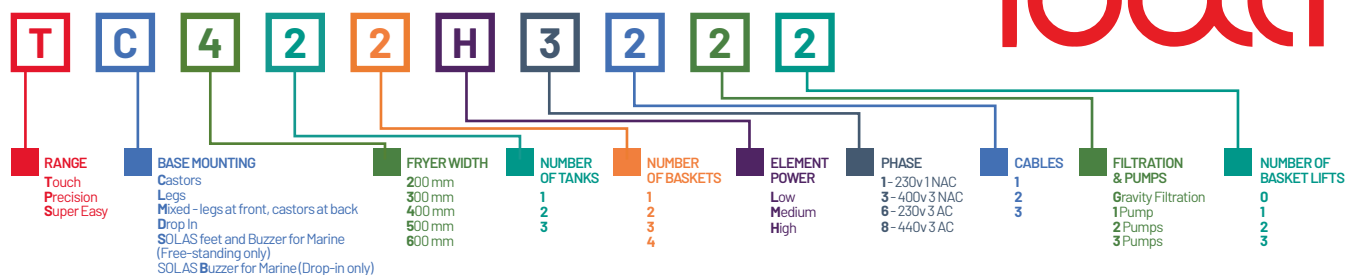 T C 4 2 2 H 3 2 2 2
RANGE
Touch
Precision
Super Easy
BASE MOUNTING
Castors
Legs
Mixed - legs at front, castors at back
Drop In
SOLAS feet and Buzzer for Marine
(Free-standing only)
SOLAS Buzzer for Marine (Drop-in only)
FRYER WIDTH
200 mm
300 mm
400 mm
500 mm
600 mm
NUMBER
OF TANKS
1
2
3
NUMBER
OF BASKETS
1
2
3
4
ELEMENT
POWER
Low
Medium
High
PHASE
1 - 230v 1 NAC
3 - 400v 3 NAC
6 - 230v 3 AC
8 - 440v 3 AC
CABLES
1
2
3
FILTRATION
& PUMPS
Gravity Filtration
1 Pump
2 Pumps
3 Pumps
NUMBER OF
BASKET LIFTS
0
1
2
3